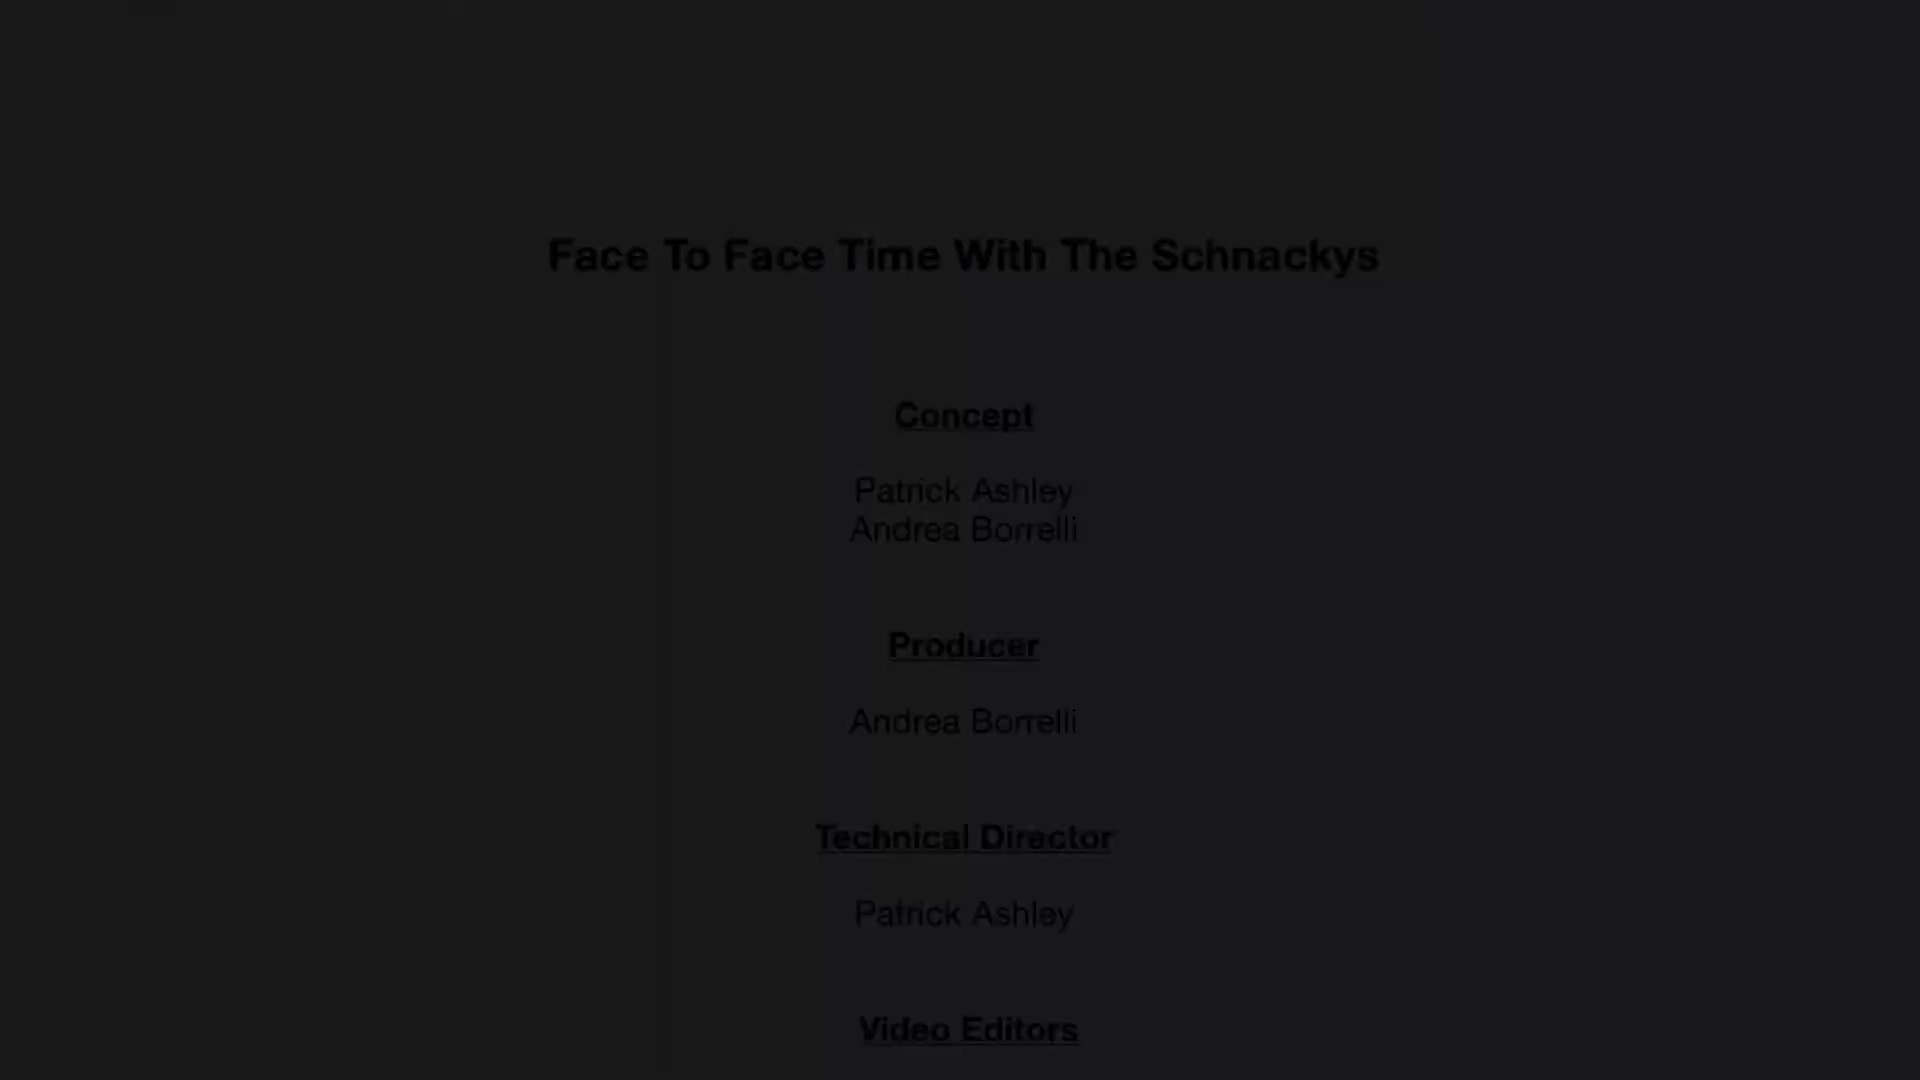 Face To Face Time With The Schnackys
Concept
Patrick Ashley
Andrea Borrelli
Producer
Andrea Borrelli
Technical Director
Patrick Ashley
Video Editors